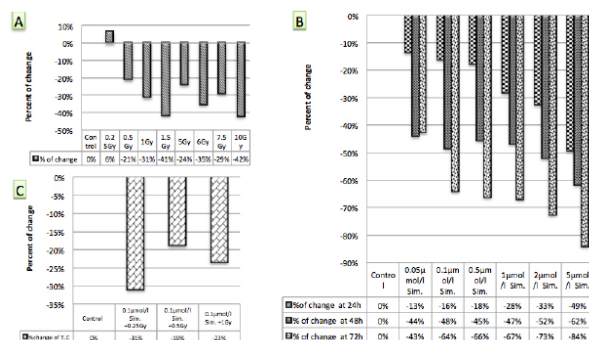 A
10%
0%
-10%
-20%
-30%
-40%
-50%
Percent of chaange
Con trol 0.2 5Gy 0.5 Gy 1Gy 1.5 Gy 5Gy 6Gy 7.5 Gy 10G y
% of change 0% 6% -21% -31% -41% -24% -35% -29% -42%
B
0%
-10%
-20%
-30%
-40%
-50%
-60%
-70%
-80%
-90%
Percent of change
Contro l 0.05µ mol/l Sim. 0.1µm ol/l Sim. 0.5µm ol/l Sim. 1µmol /l Sim. 2µmol /l Sim. 5µmol /l Sim.
%of change at 24h 0% -13% -16% -18% -28% -33% -49%
% of change at 48h 0% -44% -48% -45% -47% -52% -62%
% of change at 72h 0% -43% -64% -66% -67% -73% -84%
C
0%
-5%
-10%
-15%
-20%
-25%
-30%
-35%
Percent of change
Control 0.1µmol/l Sim. +0.25Gy 0.1µmol/l Sim. +0.5Gy 0.1µmol/l Sim. +1Gy
%change of T.C 0% -31% -19% -23%